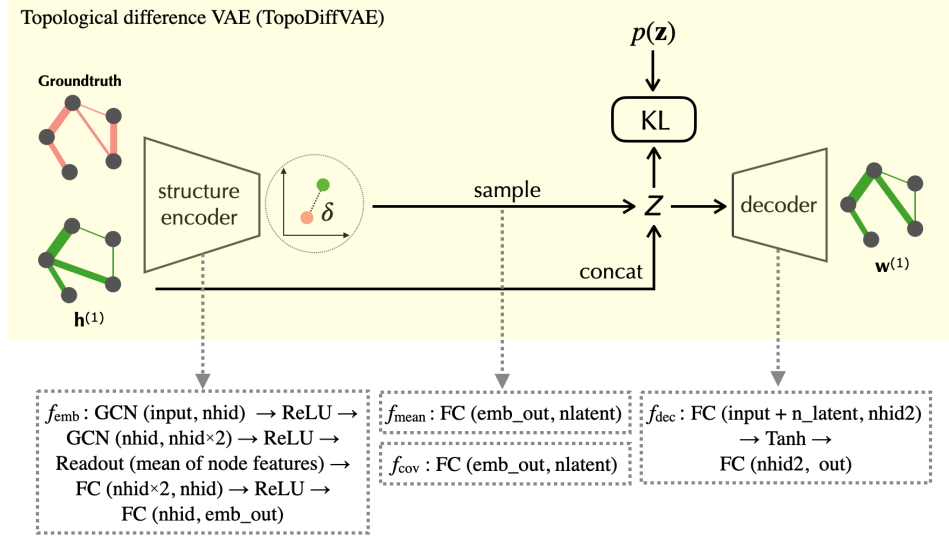 Topological difference VAE (TopoDiffVAE)
p(z)
Groundtruth
KL
structure
encoder
δ
sample
Z
decoder
concat
h⁽¹⁾
w⁽¹⁾
f_emb : GCN (input, nhid) → ReLU →
GCN (nhid, nhid×2) → ReLU →
Readout (mean of node features) →
FC (nhid×2, nhid) → ReLU →
FC (nhid, emb_out)
f_mean : FC (emb_out, nlatent)
f_cov : FC (emb_out, nlatent)
f_dec : FC (input + n_latent, nhid2)
→ Tanh →
FC (nhid2, out)